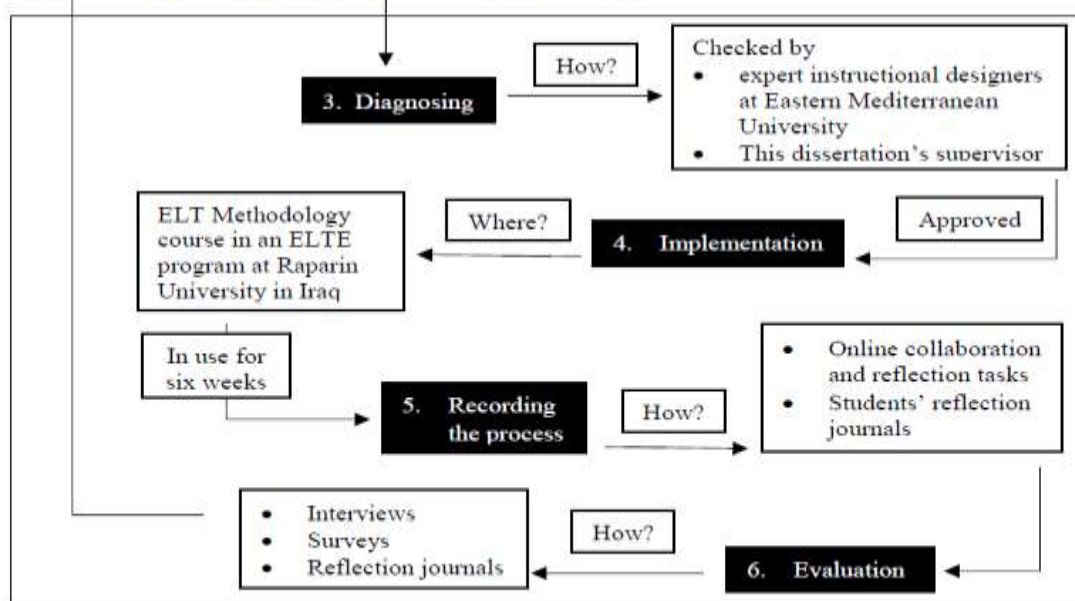 How?
3. Diagnosing
Checked by
• expert instructional designers
at Eastern Mediterranean
University
• This dissertation's supervisor
Approved
4. Implementation
Where?
ELT Methodology
course in an ELTE
program at Raparin
University in Iraq
In use for
six weeks
5. Recording
the process
How?
• Online collaboration
and reflection tasks
• Students' reflection
journals
6. Evaluation
How?
• Interviews
• Surveys
• Reflection journals